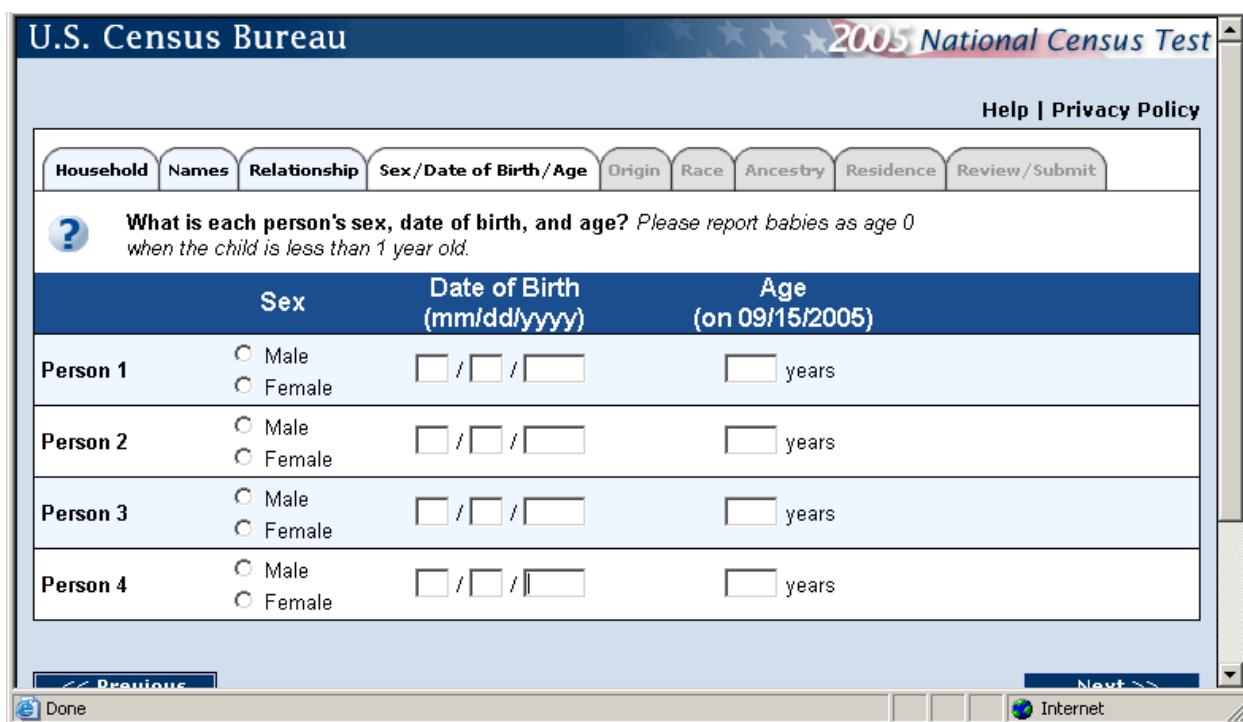 U.S. Census Bureau 2005 National Census Test
Help | Privacy Policy
Household Names Relationship Sex/Date of Birth/Age Origin Race Ancestry Residence Review/Submit
? What is each person's sex, date of birth, and age? Please report babies as age 0
when the child is less than 1 year old.
Sex Date of Birth (mm/dd/yyyy) Age (on 09/15/2005)
Person 1 Male / / years
Female
Person 2 Male / / years
Female
Person 3 Male / / years
Female
Person 4 Male / / years
Female
<< Previous Next >>
Done Internet